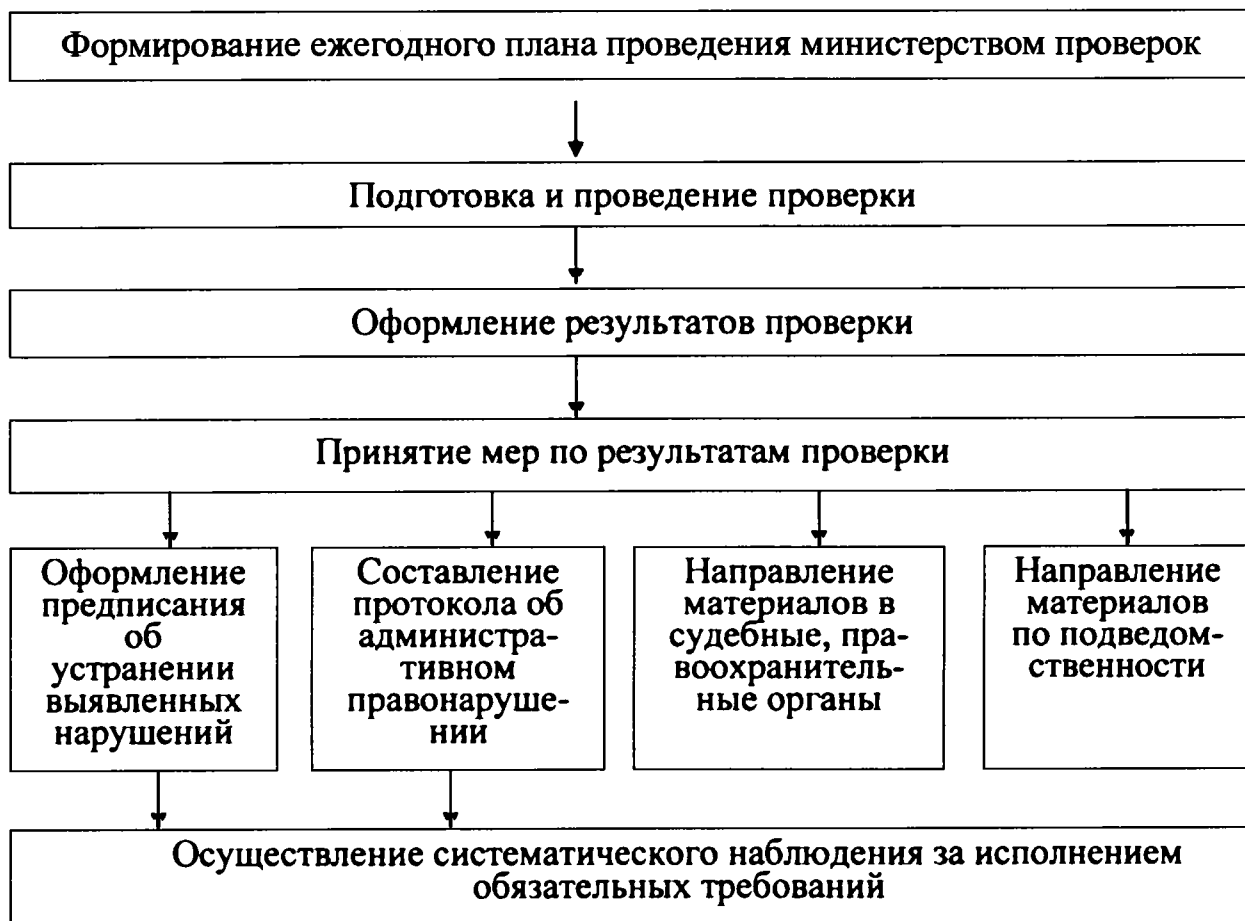 Формирование ежегодного плана проведения министерством проверок
Подготовка и проведение проверки
Оформление результатов проверки
Принятие мер по результатам проверки
Оформление
предписания
об
устранении
выявленных
нарушений
Составление
протокола об
администра-
тивном
правонаруше-
нии
Направление
материалов в
судебные, пра-
воохранитель-
ные органы
Направление
материалов
по подведом-
ственности
Осуществление систематического наблюдения за исполнением
обязательных требований